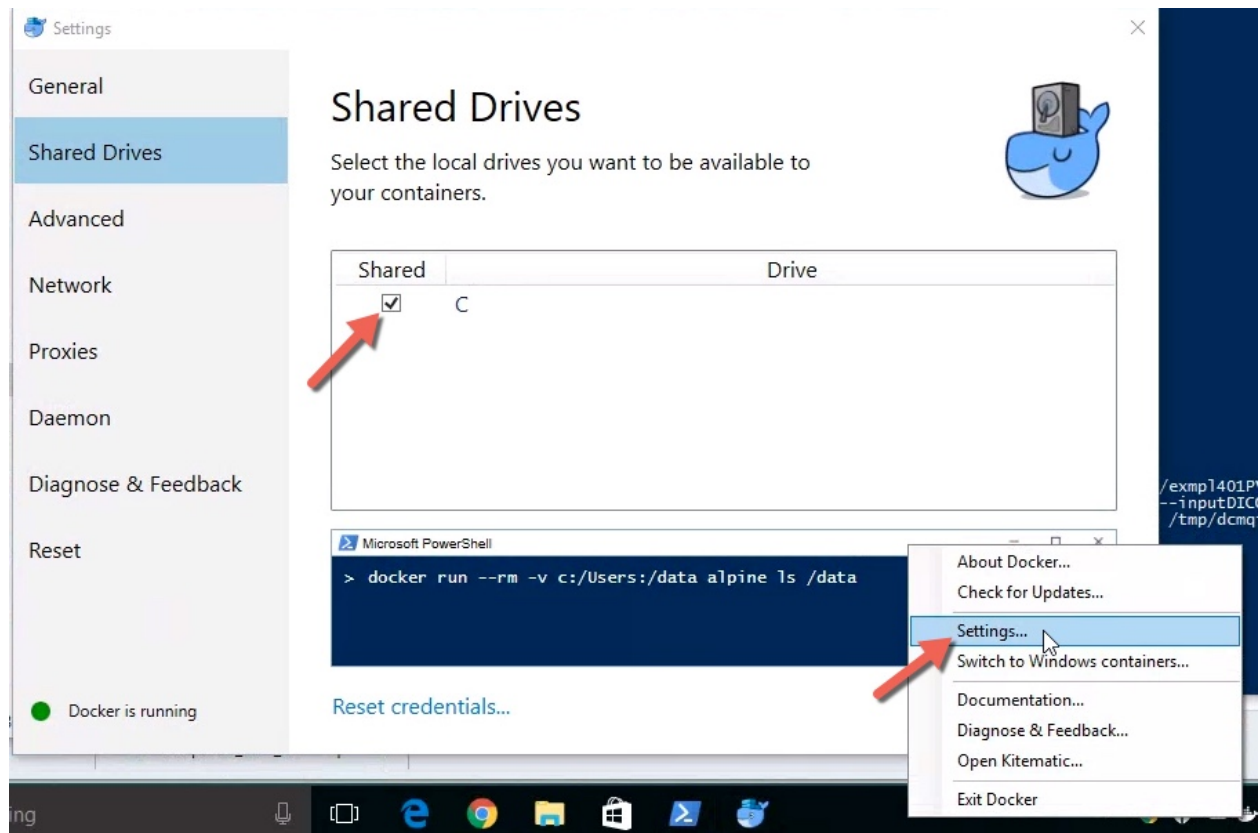 Settings
General
Shared Drives
Advanced
Network
Proxies
Daemon
Diagnose & Feedback
Reset
Docker is running
Shared Drives
Select the local drives you want to be available to
your containers.
Shared Drive
C
Microsoft PowerShell
> docker run --rm -v c:/Users:/data alpine ls /data
Reset credentials...
/exmpl401P
--inputDIC
/tmp/dcmq
About Docker...
Check for Updates...
Settings...
Switch to Windows containers...
Documentation...
Diagnose & Feedback...
Open Kitematic...
Exit Docker
ing